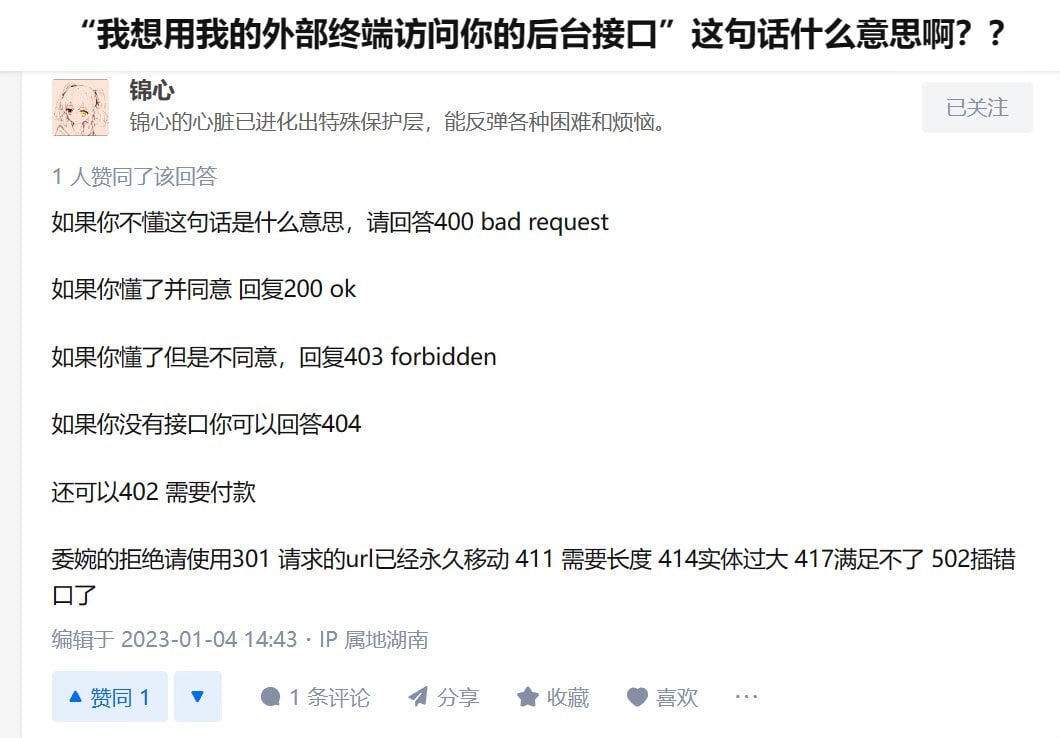 “我想用我的外部终端访问你的后台接口”这句话什么意思啊？？
锦心
锦心的心脏已进化出特殊保护层，能反弹各种困难和烦恼。
已关注
1 人赞同了该回答
如果你不懂这句话是什么意思，请回答400 bad request
如果你懂了并同意 回复200 ok
如果你懂了但是不同意，回复403 forbidden
如果你没有接口你可以回答404
还可以402 需要付款
委婉的拒绝请使用301 请求的url已经永久移动 411 需要长度 414实体过大 417满足不了 502插错
口了
编辑于 2023-01-04 14:43 · IP 属地湖南
赞同 1
1 条评论
分享
收藏
喜欢